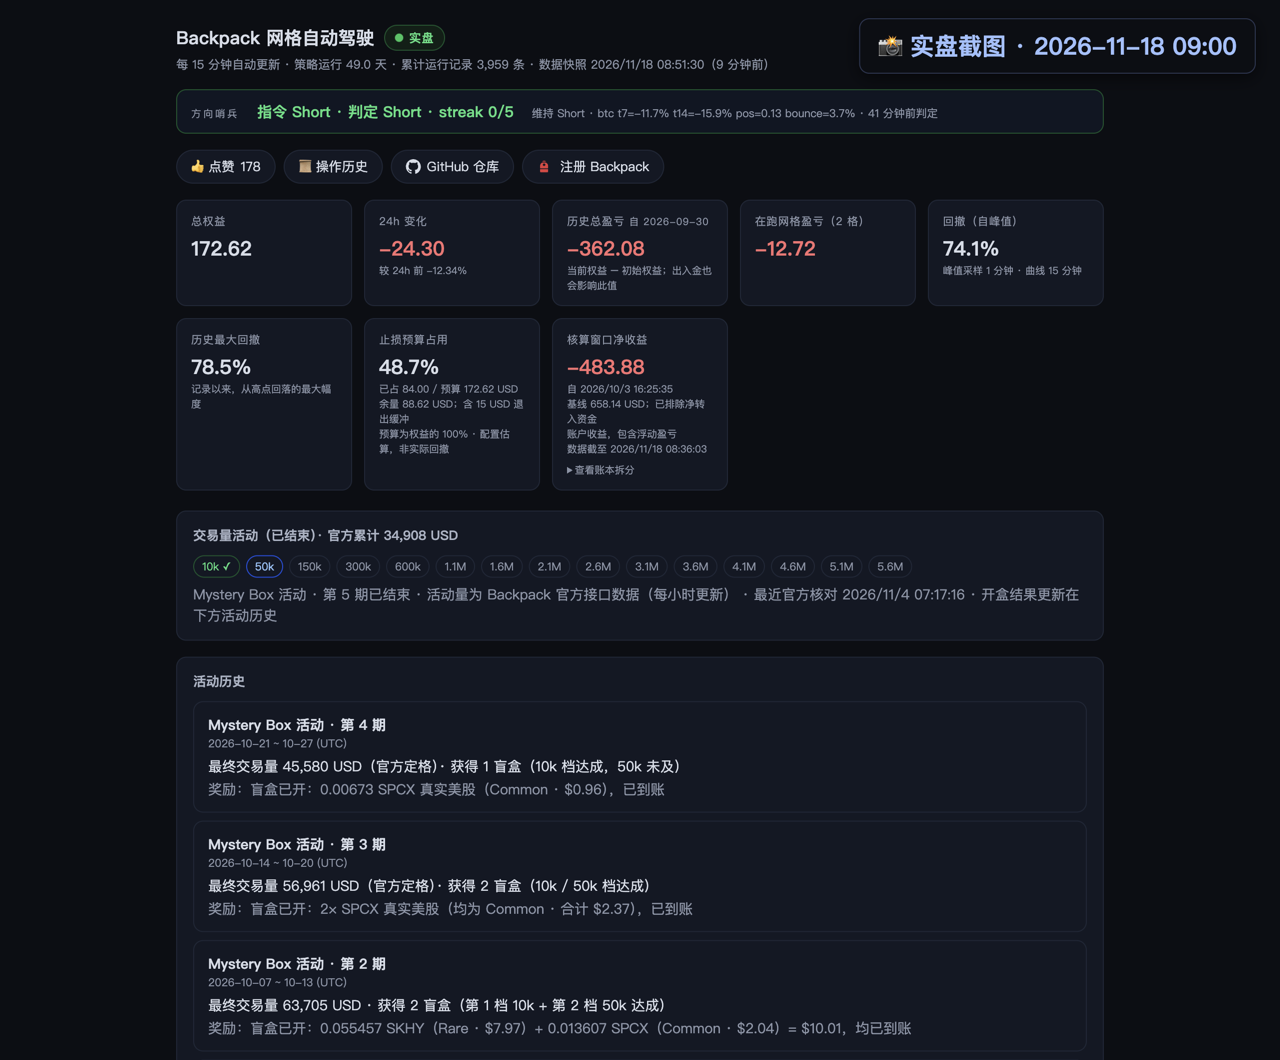 Backpack 网格自动驾驶 实盘
📸 实盘截图 · 2026-11-18 09:00
每 15 分钟自动更新 · 策略运行 49.0 天 · 累计运行记录 3,959 条 · 数据快照 2026/11/18 08:51:30（9 分钟前）
方向哨兵 指令 Short · 判定 Short · streak 0/5 维持 Short · btc t7=-11.7% t14=-15.9% pos=0.13 bounce=3.7% · 41 分钟前判定
👍 点赞 178 操作历史 GitHub 仓库 注册 Backpack
总权益
172.62
24h 变化
-24.30
较 24h 前 -12.34%
历史总盈亏 自 2026-09-30
-362.08
当前权益 — 初始权益；出入金也
会影响此值
在跑网格盈亏（2 格）
-12.72
回撤（自峰值）
74.1%
峰值采样 1 分钟 · 曲线 15 分钟
历史最大回撤
78.5%
记录以来，从高点回落的最大幅
度
止损预算占用
48.7%
已占 84.00 / 预算 172.62 USD
余量 88.62 USD；含 15 USD 退
出缓冲
预算为权益的 100% · 配置估
算，非实际回撤
核算窗口净收益
-483.88
自 2026/10/3 16:25:35
基线 658.14 USD；已排除净转
入资金
账户收益，包含浮动盈亏
数据截至 2026/11/18 08:36:03
▶ 查看账本拆分
交易量活动（已结束）· 官方累计 34,908 USD
10k ✓ 50k 150k 300k 600k 1.1M 1.6M 2.1M 2.6M 3.1M 3.6M 4.1M 4.6M 5.1M 5.6M
Mystery Box 活动 · 第 5 期已结束 · 活动量为 Backpack 官方接口数据（每小时更新） · 最近官方核对 2026/11/4 07:17:16 · 开盒结果更新在
下方活动历史
活动历史
Mystery Box 活动 · 第 4 期
2026-10-21 ~ 10-27 (UTC)
最终交易量 45,580 USD（官方定格）· 获得 1 盲盒（10k 档达成，50k 未及）
奖励：盲盒已开：0.00673 SPCX 真实美股（Common · $0.96），已到账
Mystery Box 活动 · 第 3 期
2026-10-14 ~ 10-20 (UTC)
最终交易量 56,961 USD（官方定格）· 获得 2 盲盒（10k / 50k 档达成）
奖励：盲盒已开：2× SPCX 真实美股（均为 Common · 合计 $2.37），已到账
Mystery Box 活动 · 第 2 期
2026-10-07 ~ 10-13 (UTC)
最终交易量 63,705 USD · 获得 2 盲盒（第 1 档 10k + 第 2 档 50k 达成）
奖励：盲盒已开：0.055457 SKHY（Rare · $7.97）+ 0.013607 SPCX（Common · $2.04）= $10.01，均已到账